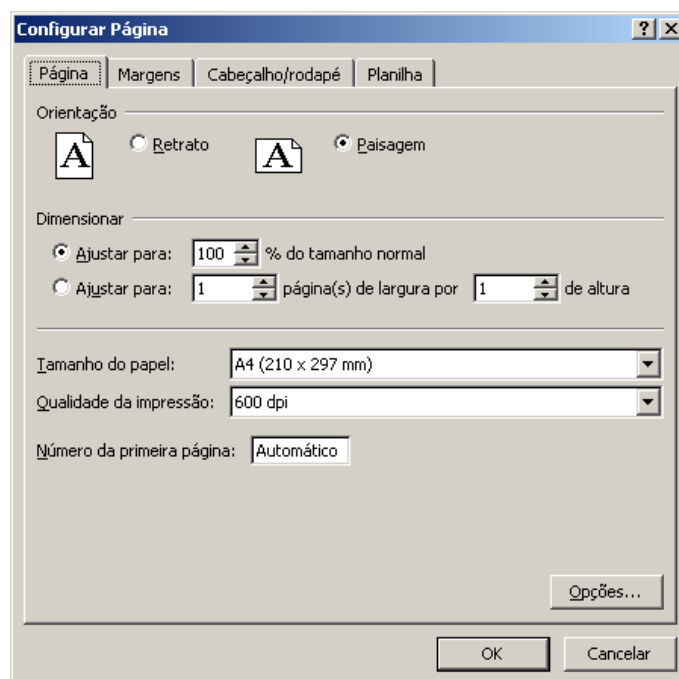 Configurar Página
Página Margens Cabeçalho/rodapé Planilha
Orientação
A Retrato A Paisagem
Dimensionar
Ajustar para: 100 % do tamanho normal
Ajustar para: 1 página(s) de largura por 1 de altura
Tamanho do papel: A4 (210 x 297 mm)
Qualidade da impressão: 600 dpi
Número da primeira página: Automático
Opções...
OK Cancelar